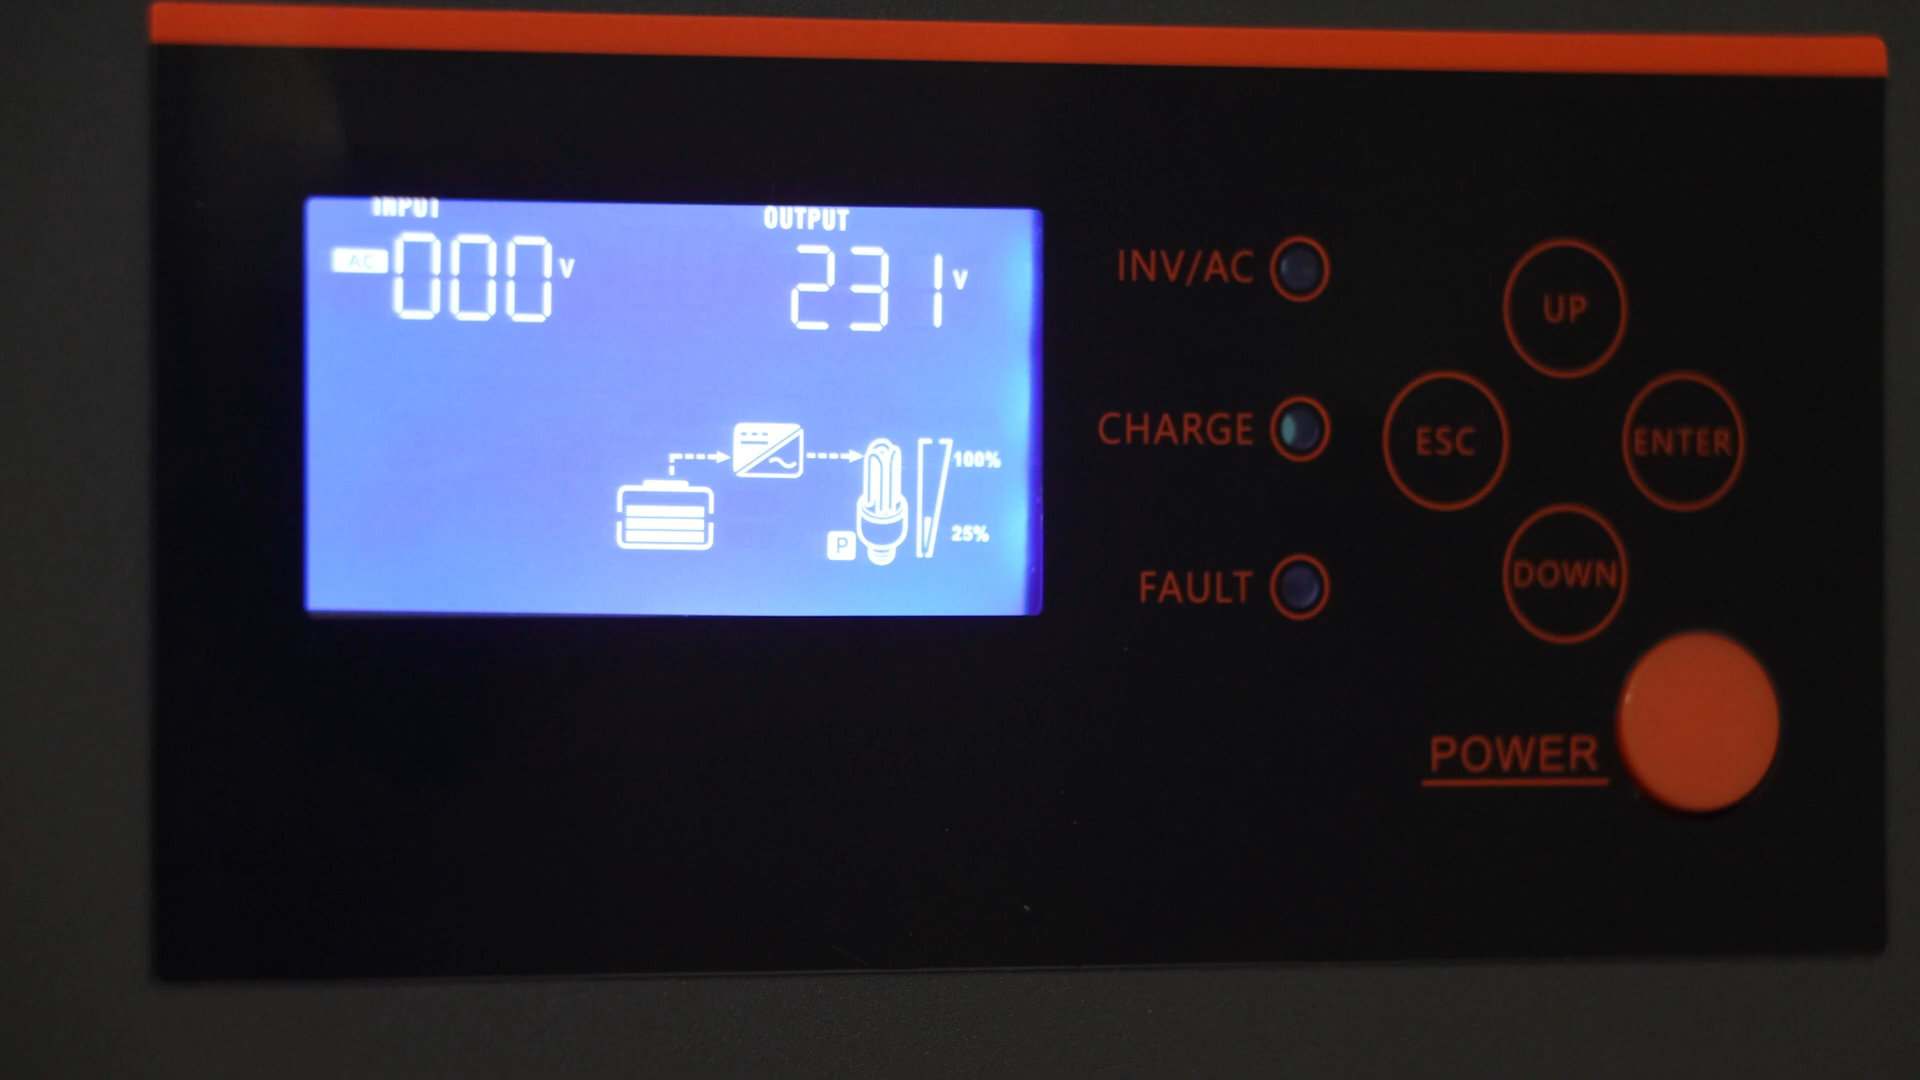 INPUT
OUTPUT
AC 000 V
231 V
100%
25%
P
INV/AC
CHARGE
FAULT
UP
ESC
ENTER
DOWN
POWER